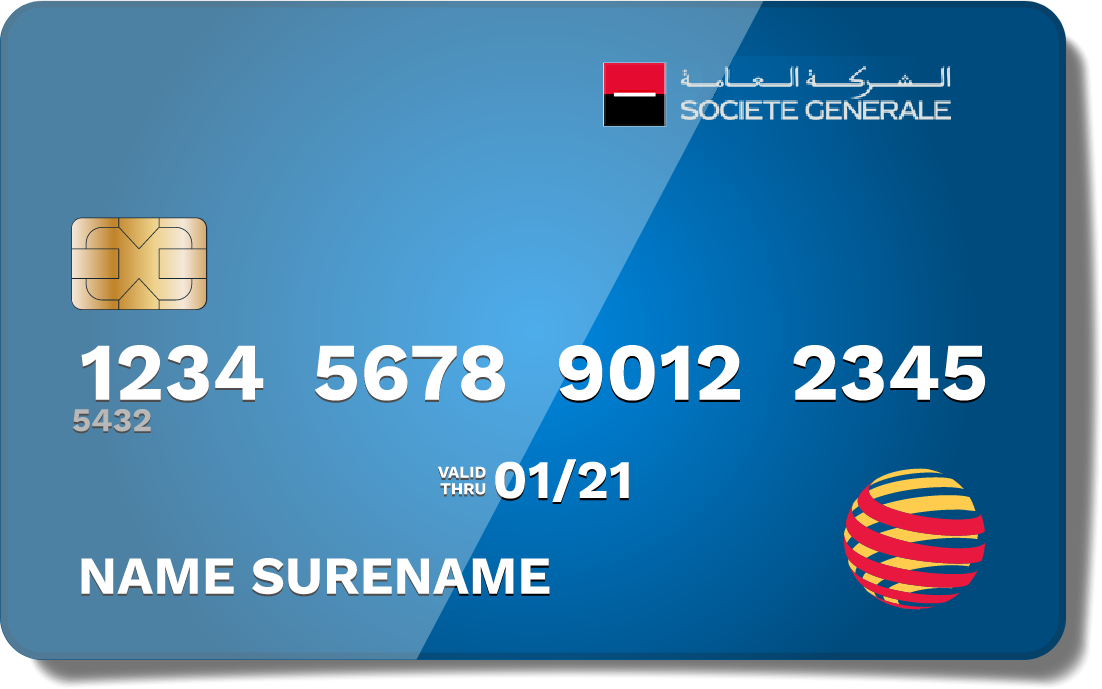 الشركة العامة
SOCIETE GENERALE
1234 5678 9012 2345
5432
VALID
THRU 01/21
NAME SURENAME